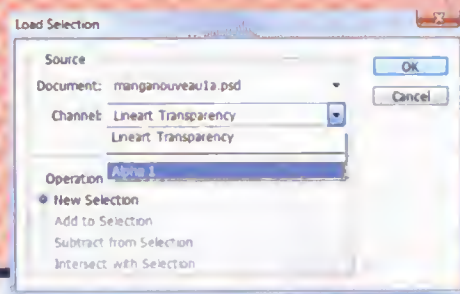 Load Selection
Source
Document: manganouveau1a.psd
Channel: Lineart Transparency
Lineart Transparency
Alpha 1
Operation
New Selection
Add to Selection
Subtract from Selection
Intersect with Selection
OK
Cancel